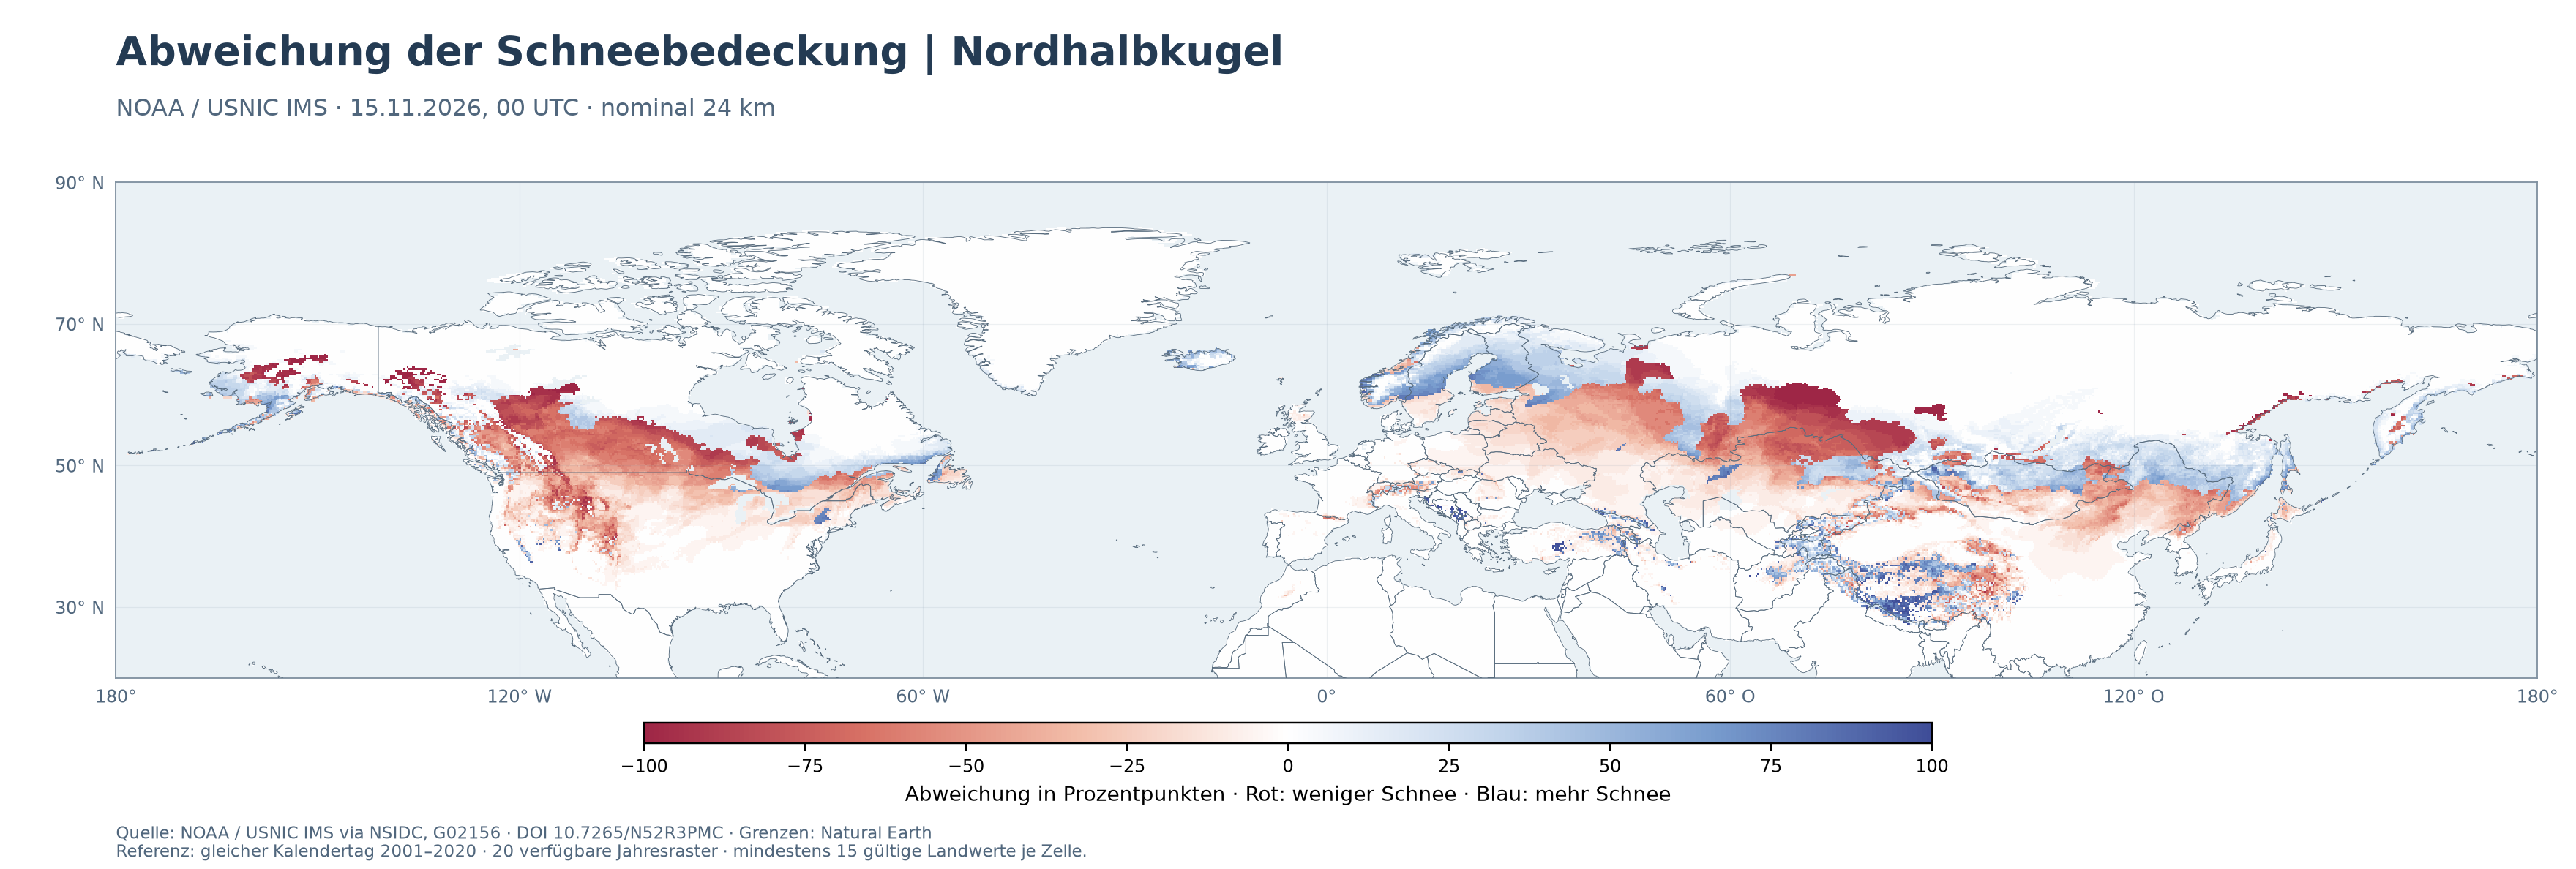 Abweichung der Schneebedeckung | Nordhalbkugel
NOAA / USNIC IMS · 15.11.2026, 00 UTC · nominal 24 km
90° N
70° N
50° N
30° N
180° 120° W 60° W 0° 60° O 120° O 180°
−100 −75 −50 −25 0 25 50 75 100
Abweichung in Prozentpunkten · Rot: weniger Schnee · Blau: mehr Schnee
Quelle: NOAA / USNIC IMS via NSIDC, G02156 · DOI 10.7265/N52R3PMC · Grenzen: Natural Earth
Referenz: gleicher Kalendertag 2001–2020 · 20 verfügbare Jahresraster · mindestens 15 gültige Landwerte je Zelle.